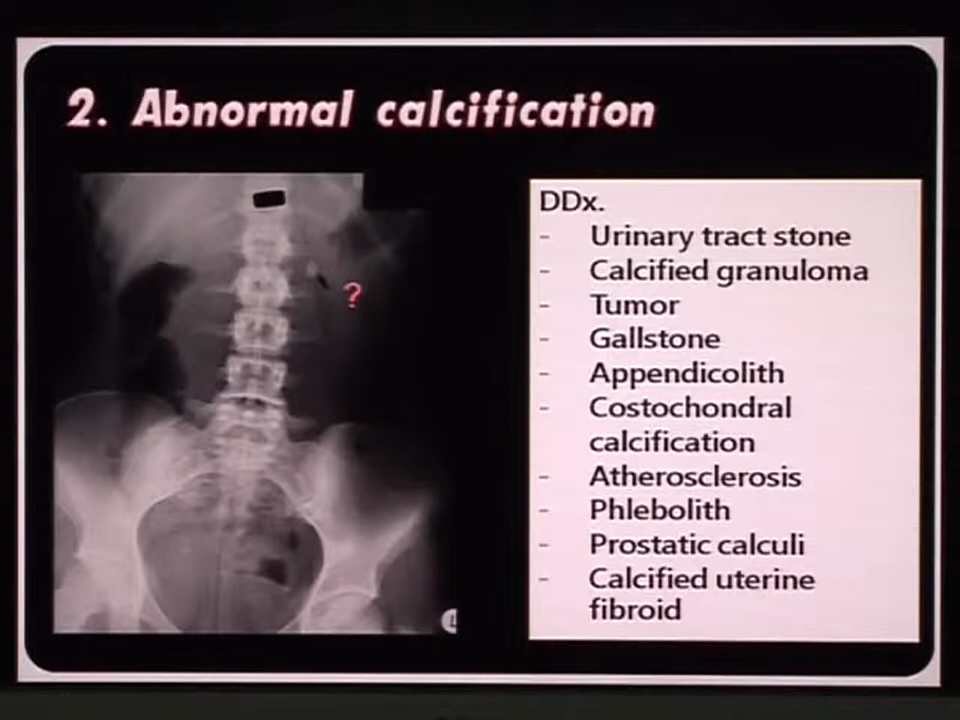 2. Abnormal calcification
?
DDx.
- Urinary tract stone
- Calcified granuloma
- Tumor
- Gallstone
- Appendicolith
- Costochondral
calcification
- Atherosclerosis
- Phlebolith
- Prostatic calculi
- Calcified uterine
fibroid